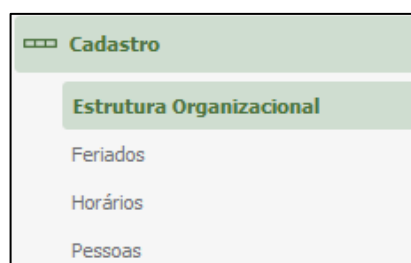 Cadastro
Estrutura Organizacional
Feriados
Horários
Pessoas